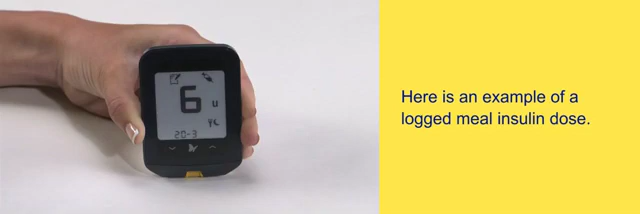 6 u
20-3
Here is an example of a
logged meal insulin dose.